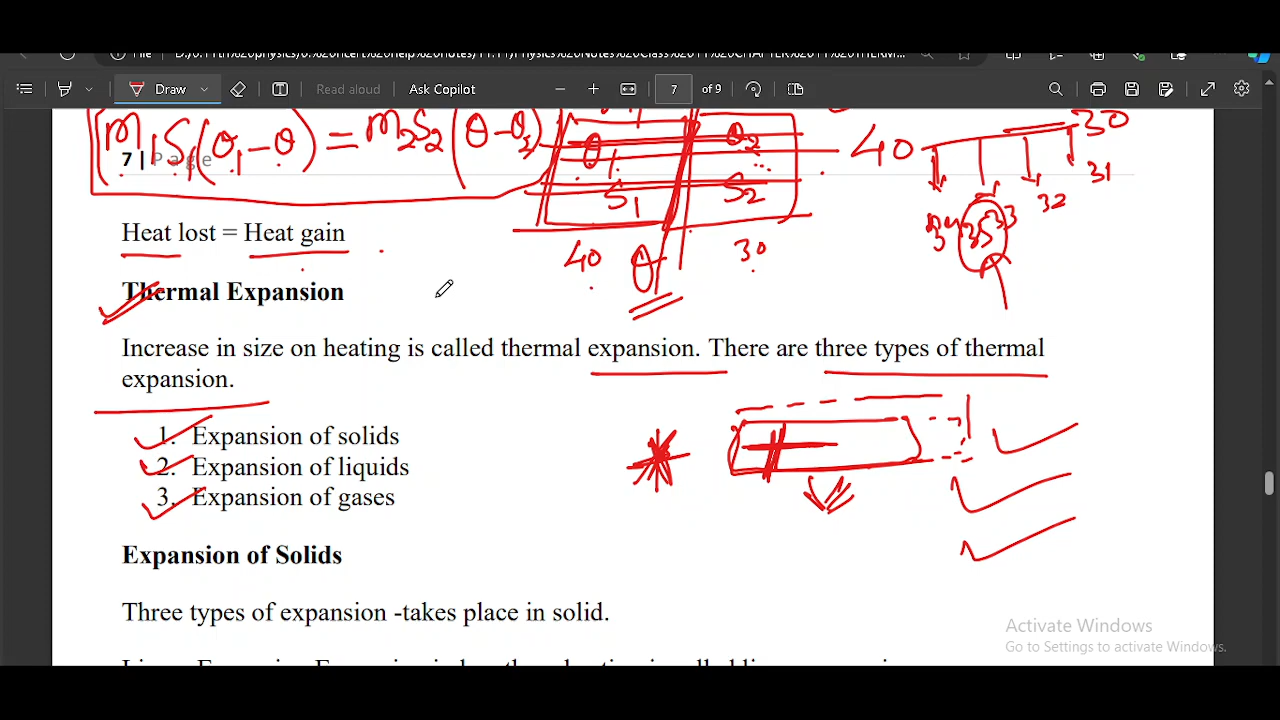 Read aloud
Draw
Ask Copilot
7 of 9
m₁s₁(θ₁-θ) = m₂s₂(θ-θ₂)
θ₁ θ₂
S₁ S₂
40 30
θ
40 30
31
32
33
35
7 | Page
Heat lost = Heat gain
Thermal Expansion
Increase in size on heating is called thermal expansion. There are three types of thermal
expansion.
1. Expansion of solids
2. Expansion of liquids
3. Expansion of gases
Expansion of Solids
Three types of expansion -takes place in solid.
Activate Windows
Go to Settings to activate Windows.